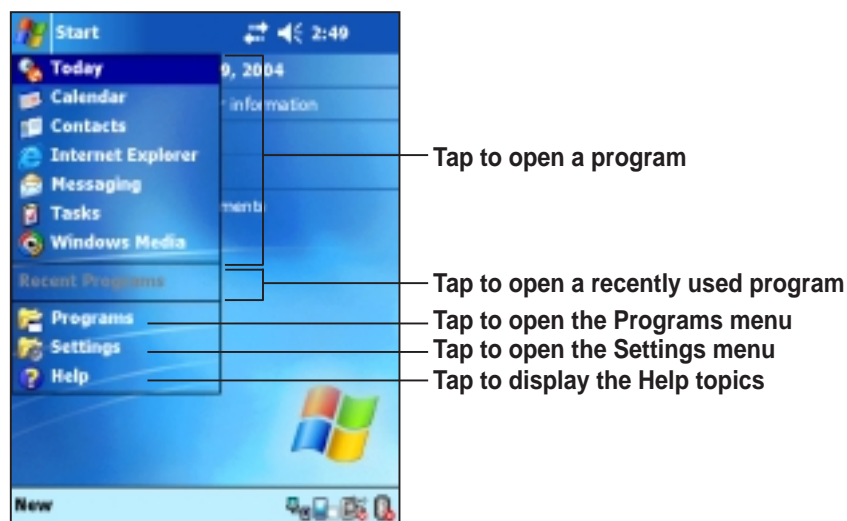 Start 2:49
Today
9, 2004
Calendar
r information
Contacts
Internet Explorer
Tap to open a program
Messaging
Tasks
ments
Windows Media
Recent Programs
Tap to open a recently used program
Programs
Tap to open the Programs menu
Settings
Tap to open the Settings menu
Help
Tap to display the Help topics
New